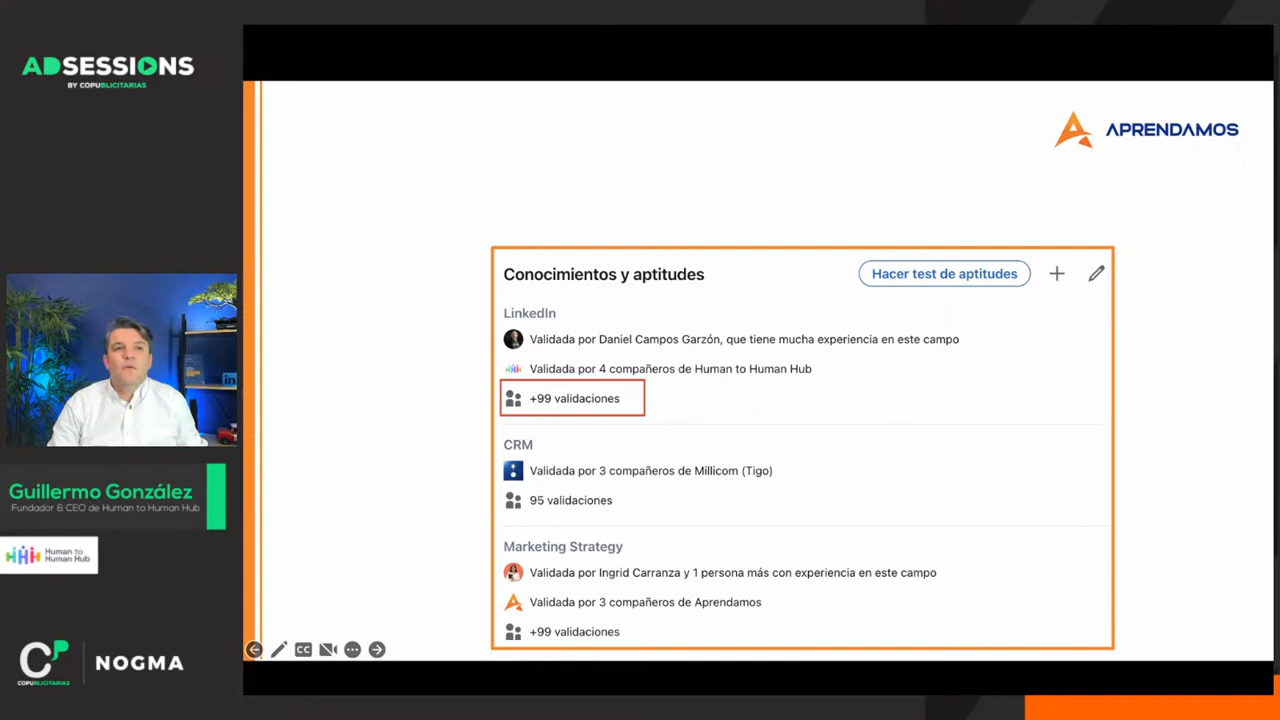 ADSESSIONS
BY COPUBLICITARIAS
APRENDAMOS
Conocimientos y aptitudes
Hacer test de aptitudes
LinkedIn
Validada por Daniel Campos Garzón, que tiene mucha experiencia en este campo
Validada por 4 compañeros de Human to Human Hub
+99 validaciones
CRM
Validada por 3 compañeros de Millicom (Tigo)
95 validaciones
Marketing Strategy
Validada por Ingrid Carranza y 1 persona más con experiencia en este campo
Validada por 3 compañeros de Aprendamos
+99 validaciones
in
Guillermo González
Fundador & CEO de Human to Human Hub
Human to
Human Hub
CP
COPUBLICITARIAS
NOGMA
CC